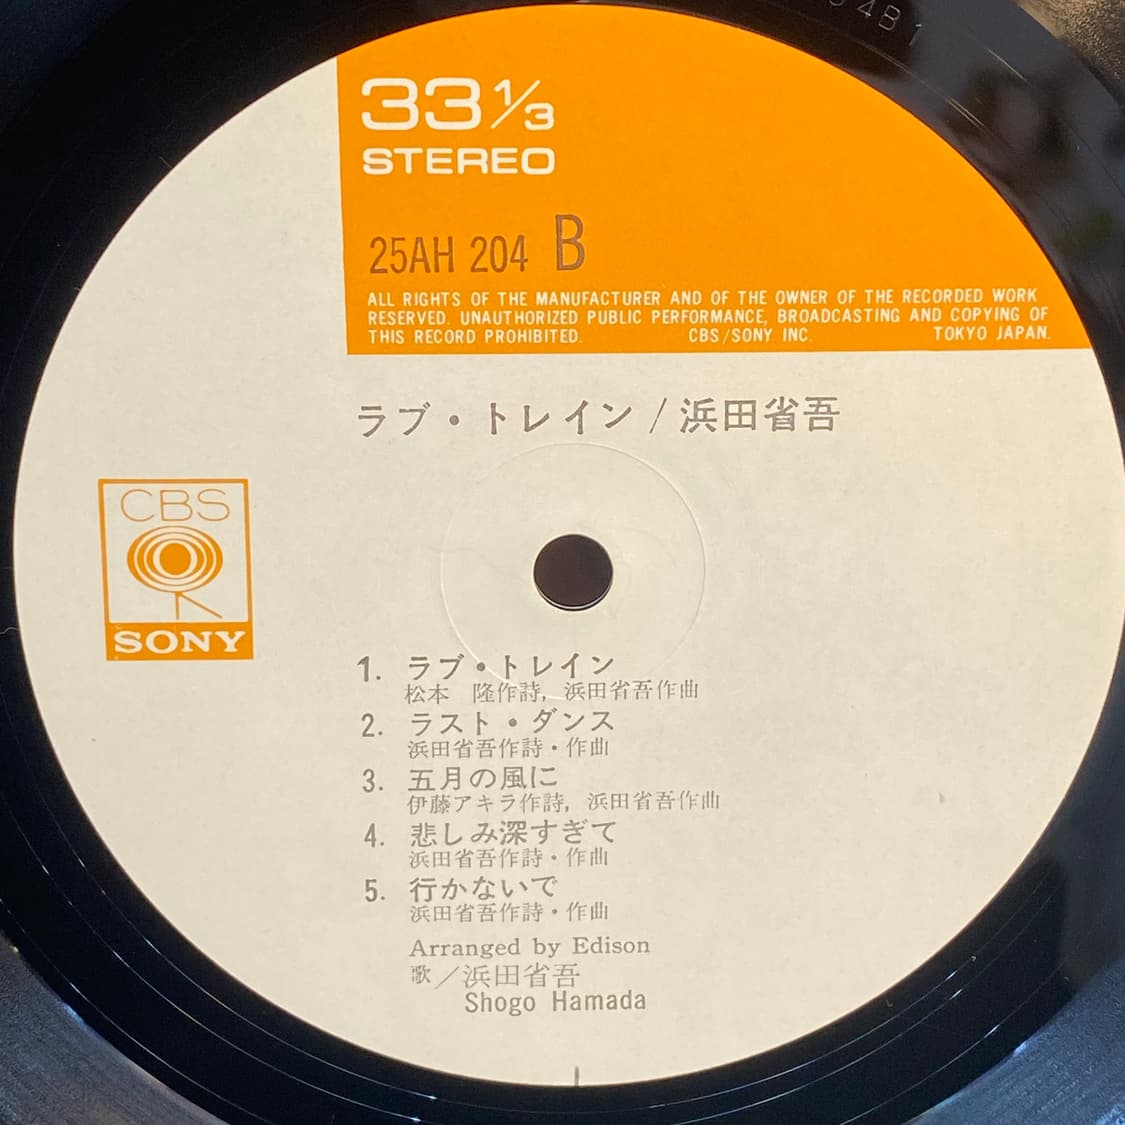 4B1
33 1/3
STEREO
25AH 204 B
ALL RIGHTS OF THE MANUFACTURER AND OF THE OWNER OF THE RECORDED WORK
RESERVED. UNAUTHORIZED PUBLIC PERFORMANCE, BROADCASTING AND COPYING OF
THIS RECORD PROHIBITED. CBS/SONY INC. TOKYO JAPAN.
ラブ・トレイン/浜田省吾
CBS
SONY
1. ラブ・トレイン
松本 隆作詩, 浜田省吾作曲
2. ラスト・ダンス
浜田省吾作詩・作曲
3. 五月の風に
伊藤アキラ作詩, 浜田省吾作曲
4. 悲しみ深すぎて
浜田省吾作詩・作曲
5. 行かないで
浜田省吾作詩・作曲
Arranged by Edison
歌/浜田省吾
Shogo Hamada